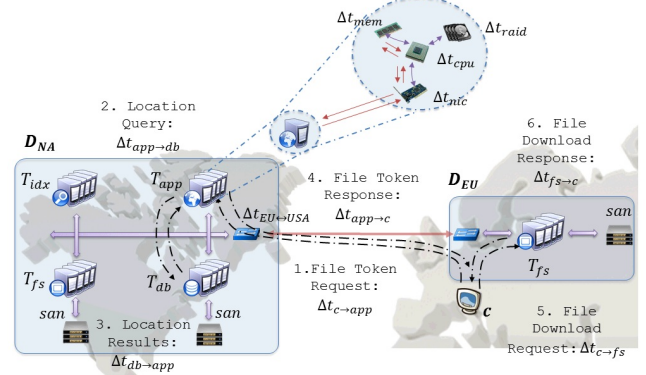 Δt_mem
Δt_raid
Δt_cpu
Δt_nic
2. Location
Query:
Δt_app→db
6. File
Download
Response:
Δt_fs→c
D_NA
4. File Token
Response:
Δt_app→c
D_EU
T_idx
T_app
Δt_EU↔USA
san
T_fs
T_fs
T_db
1.File Token
Request:
Δt_c→app
san
san
c
3. Location
Results:
Δt_db→app
5. File
Download
Request:Δt_c→fs